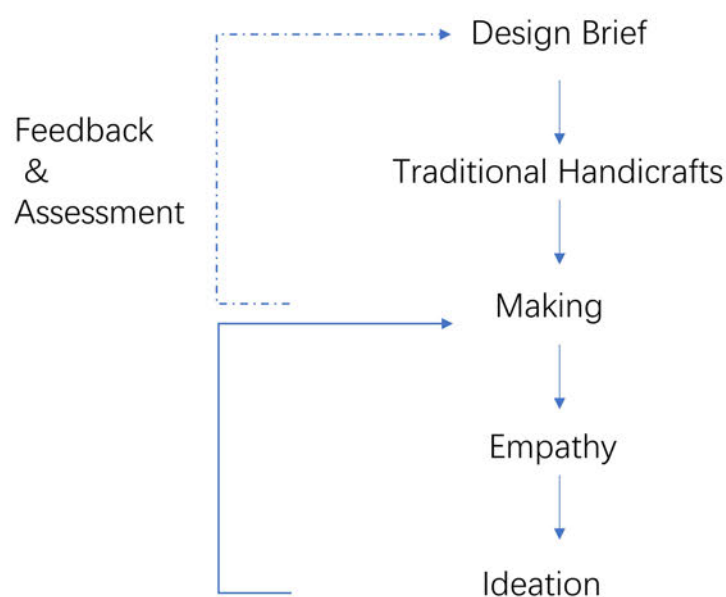 Design Brief
Feedback
&
Assessment
Traditional Handicrafts
Making
Empathy
Ideation